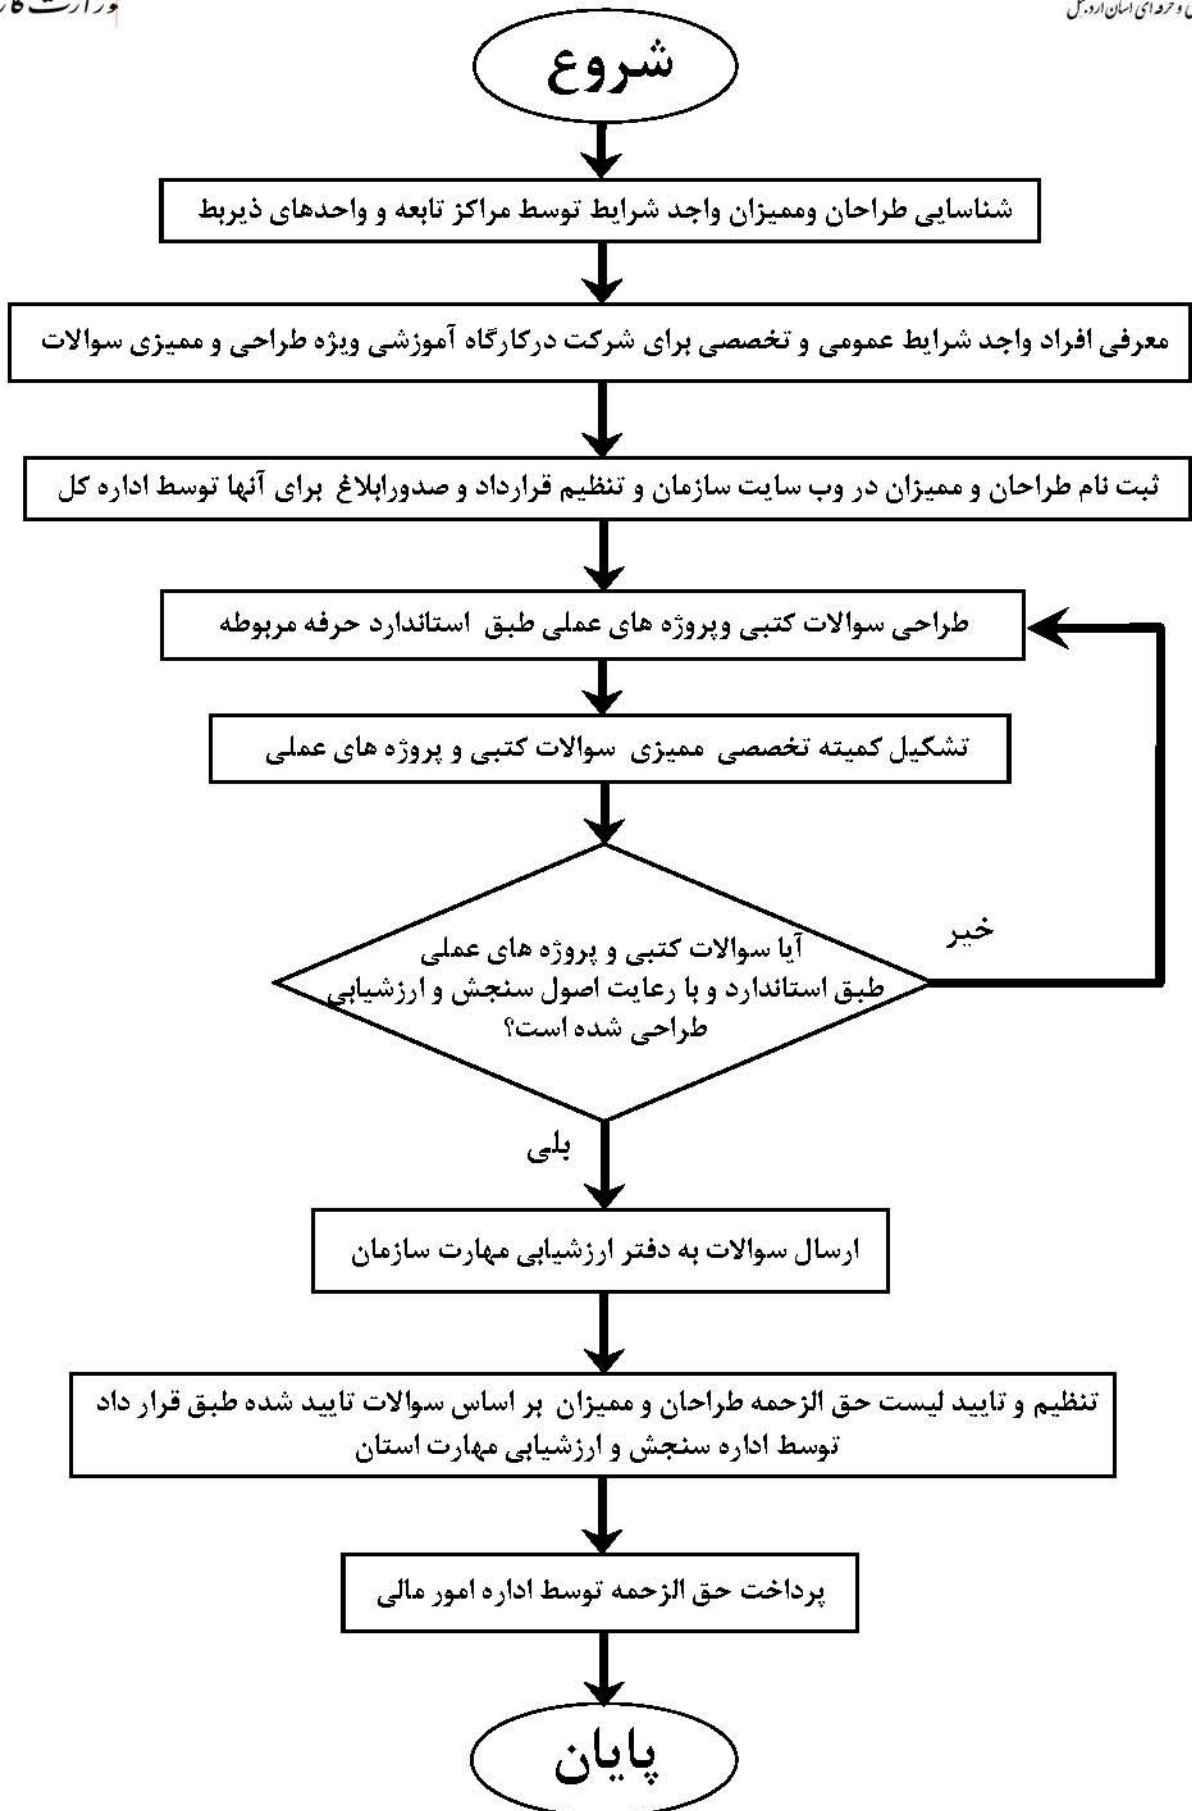 ی و حرفه ای استان اردبیل
شروع
شناسایی طراحان وممیزان واجد شرایط توسط مراکز تابعه و واحدهای ذیربط
معرفی افراد واجد شرایط عمومی و تخصصی برای شرکت درکارگاه آموزشی ویژه طراحی و ممیزی سوالات
ثبت نام طراحان و ممیزان در وب سایت سازمان و تنظیم قرارداد و صدورابلاغ برای آنها توسط اداره کل
طراحی سوالات کتبی وپروژه های عملی طبق استاندارد حرفه مربوطه
تشکیل کمیته تخصصی ممیزی سوالات کتبی و پروژه های عملی
آیا سوالات کتبی و پروژه های عملی
طبق استاندارد و با رعایت اصول سنجش و ارزشیابی
طراحی شده است؟
خیر
بلی
ارسال سوالات به دفتر ارزشیابی مهارت سازمان
تنظیم و تایید لیست حق الزحمه طراحان و ممیزان بر اساس سوالات تایید شده طبق قرار داد
توسط اداره سنجش و ارزشیابی مهارت استان
پرداخت حق الزحمه توسط اداره امور مالی
پایان